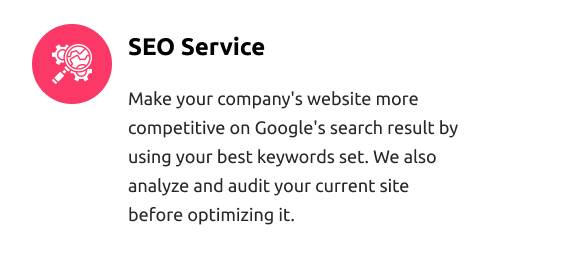 SEO Service
Make your company's website more
competitive on Google's search result by
using your best keywords set. We also
analyze and audit your current site
before optimizing it.